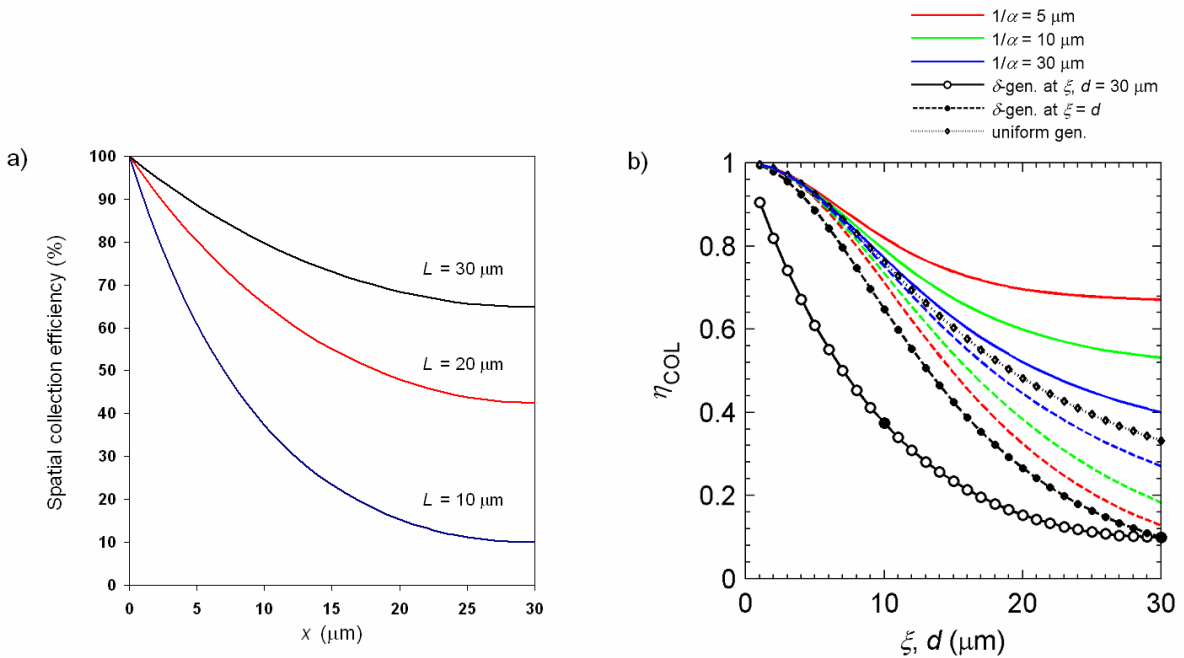 1/α = 5 μm
1/α = 10 μm
1/α = 30 μm
δ-gen. at ξ, d = 30 μm
δ-gen. at ξ = d
uniform gen.
a)
100
90
80
70
60
50
40
30
20
10
0
Spatial collection efficiency (%)
L = 30 μm
L = 20 μm
L = 10 μm
0
5
10
15
20
25
30
x (μm)
b)
1
0.8
0.6
0.4
0.2
0
ηCOL
0
10
20
30
ξ, d (μm)